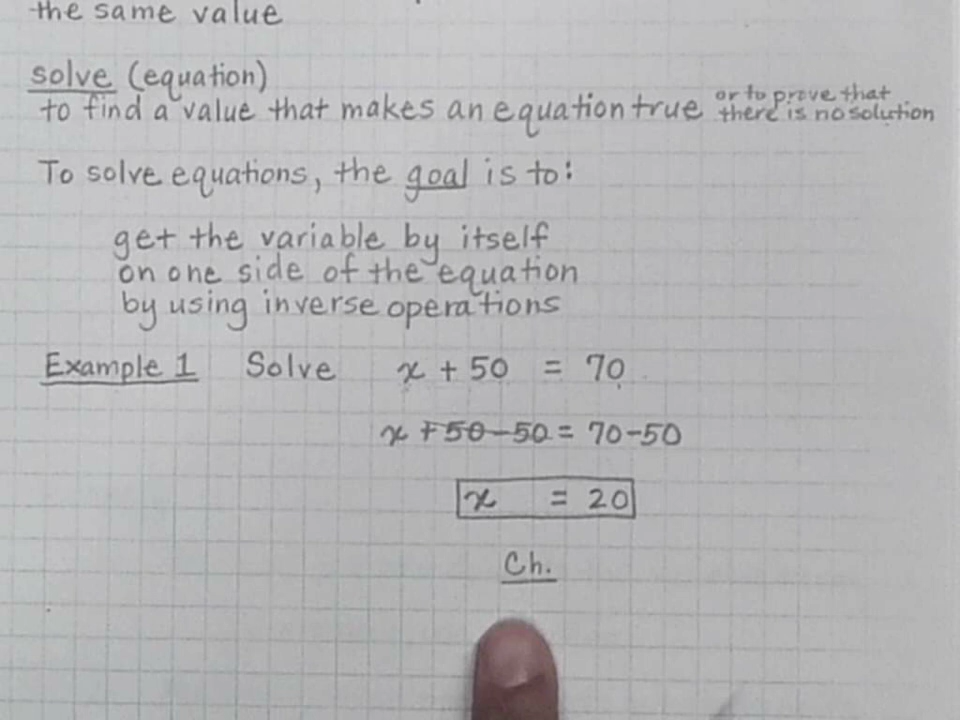 the same value
solve (equation)
to find a value that makes an equation true or to prove that
there is no solution
To solve equations, the goal is to:
get the variable by itself
on one side of the equation
by using inverse operations
Example 1 Solve x + 50 = 70
x + 50 - 50 = 70 - 50
x = 20
Ch.